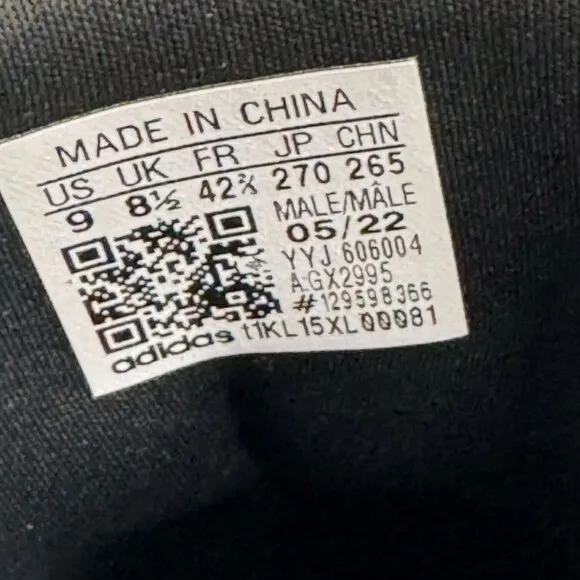 MADE IN CHINA
US UK FR JP CHN
9 8½ 42⅔ 270 265
MALE/MÂLE
05/22
YYJ 606004
A:GX2995
#129598366
adidas t1KL15XL00081